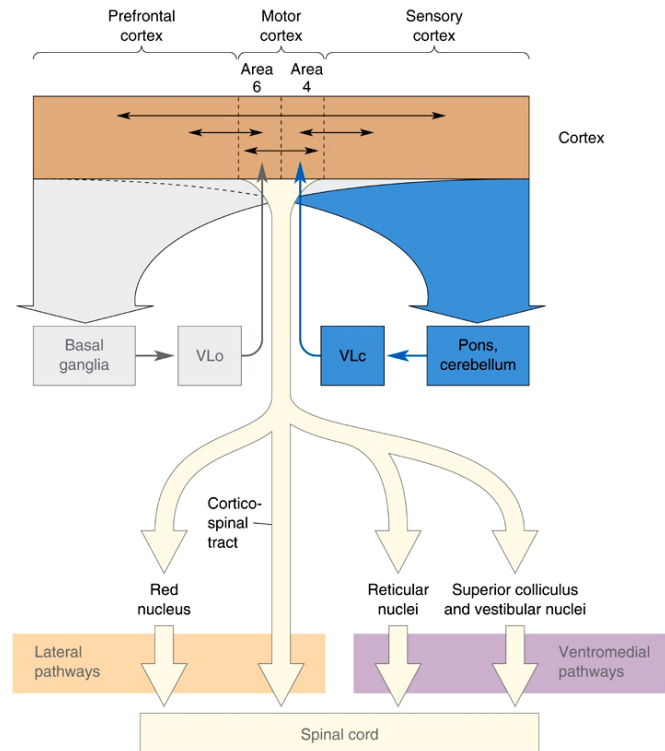 Prefrontal
cortex
Motor
cortex
Sensory
cortex
Area
6
Area
4
Cortex
Basal
ganglia
VLo
VLc
Pons,
cerebellum
Cortico-
spinal
tract
Red
nucleus
Reticular
nuclei
Superior colliculus
and vestibular nuclei
Lateral
pathways
Ventromedial
pathways
Spinal cord